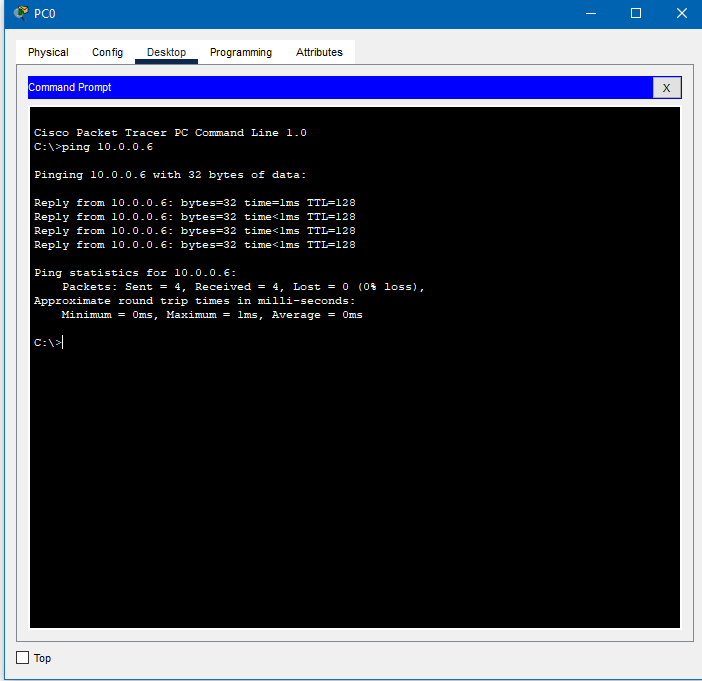 PC0
Physical Config Desktop Programming Attributes
Command Prompt X
Cisco Packet Tracer PC Command Line 1.0
C:\>ping 10.0.0.6
Pinging 10.0.0.6 with 32 bytes of data:
Reply from 10.0.0.6: bytes=32 time=1ms TTL=128
Reply from 10.0.0.6: bytes=32 time<1ms TTL=128
Reply from 10.0.0.6: bytes=32 time<1ms TTL=128
Reply from 10.0.0.6: bytes=32 time<1ms TTL=128
Ping statistics for 10.0.0.6:
    Packets: Sent = 4, Received = 4, Lost = 0 (0% loss),
Approximate round trip times in milli-seconds:
    Minimum = 0ms, Maximum = 1ms, Average = 0ms
C:\>
Top